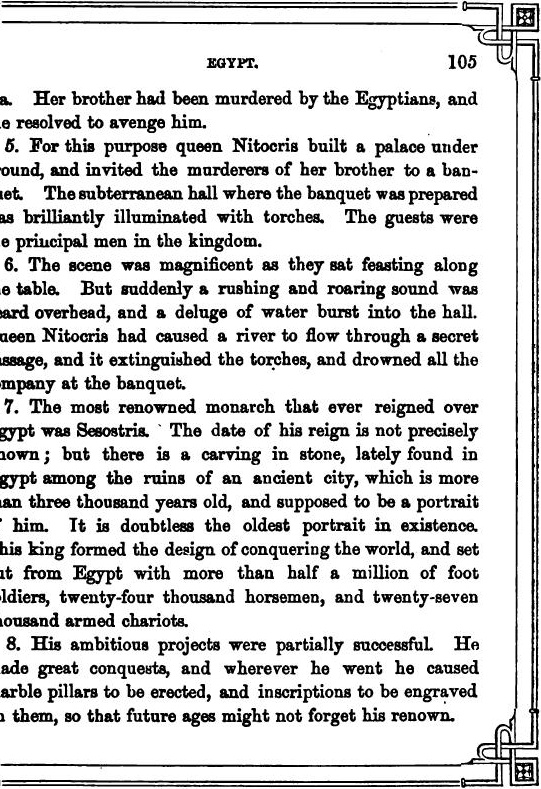 EGYPT. 105
a. Her brother had been murdered by the Egyptians, and
e resolved to avenge him.
5. For this purpose queen Nitocris built a palace under
round, and invited the murderers of her brother to a ban-
et. The subterranean hall where the banquet was prepared
as brilliantly illuminated with torches. The guests were
e principal men in the kingdom.
6. The scene was magnificent as they sat feasting along
e table. But suddenly a rushing and roaring sound was
eard overhead, and a deluge of water burst into the hall.
ueen Nitocris had caused a river to flow through a secret
assage, and it extinguished the torches, and drowned all the
ompany at the banquet.
7. The most renowned monarch that ever reigned over
gypt was Sesostris. The date of his reign is not precisely
nown; but there is a carving in stone, lately found in
gypt among the ruins of an ancient city, which is more
an three thousand years old, and supposed to be a portrait
him. It is doubtless the oldest portrait in existence.
his king formed the design of conquering the world, and set
ut from Egypt with more than half a million of foot
ldiers, twenty-four thousand horsemen, and twenty-seven
housand armed chariots.
8. His ambitious projects were partially successful. He
ade great conquests, and wherever he went he caused
arble pillars to be erected, and inscriptions to be engraved
n them, so that future ages might not forget his renown.